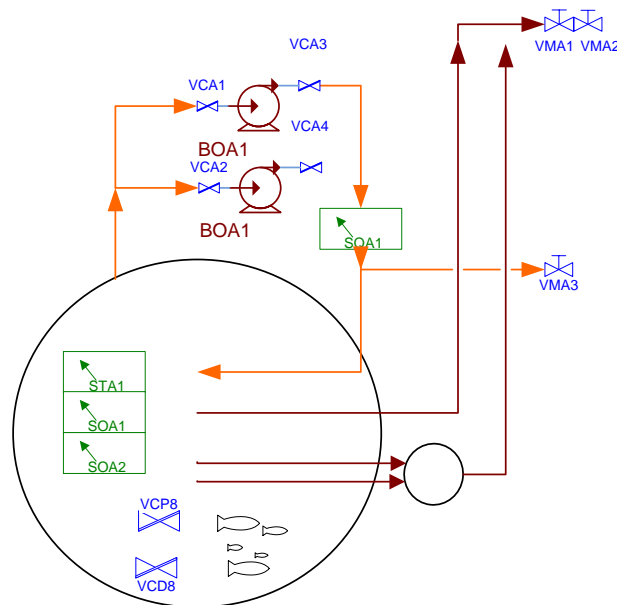 VCA3
VMA1 VMA2
VCA1
VCA4
BOA1
VCA2
BOA1
SOA1
VMA3
STA1
SOA1
SOA2
VCP8
VCD8